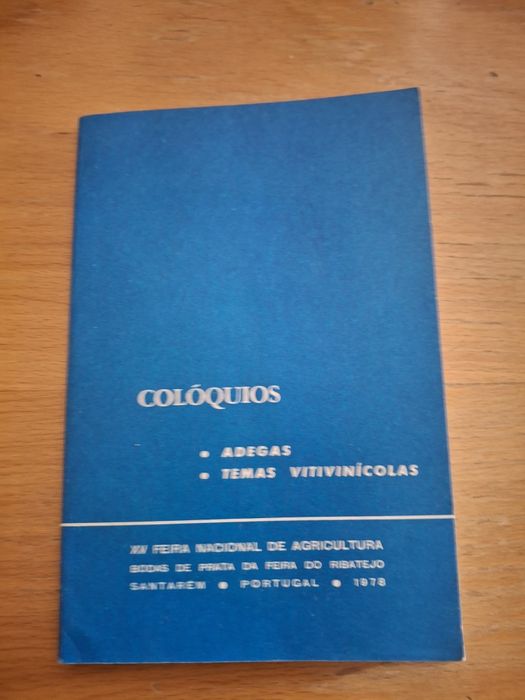 COLÓQUIOS
• ADEGAS
• TEMAS VITIVINÍCOLAS
XV FEIRA NACIONAL DE AGRICULTURA
BODAS DE PRATA DA FEIRA DO RIBATEJO
SANTARÉM • PORTUGAL • 1978